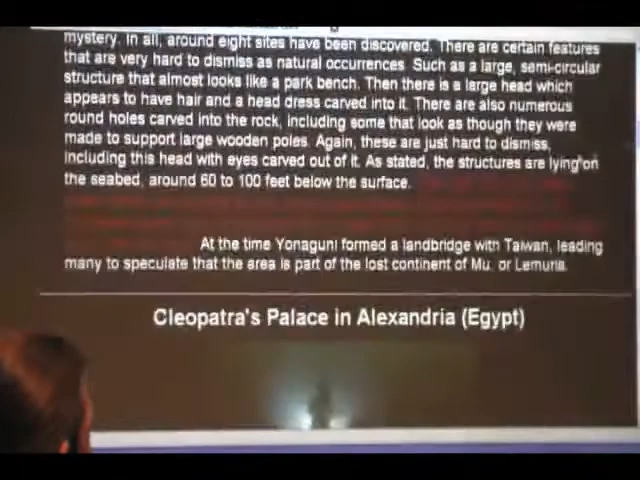 mystery. In all, around eight sites have been discovered. There are certain features
that are very hard to dismiss as natural occurrences. Such as a large, semi-circular
structure that almost looks like a park bench. Then there is a large head which
appears to have hair and a head dress carved into it. There are also numerous
round holes carved into the rock, including some that look as though they were
made to support large wooden poles. Again, these are just hard to dismiss,
including this head with eyes carved out of it. As stated, the structures are lying on
the seabed, around 60 to 100 feet below the surface.
At the time Yonaguni formed a landbridge with Taiwan, leading
many to speculate that the area is part of the lost continent of Mu, or Lemuria.
Cleopatra's Palace in Alexandria (Egypt)